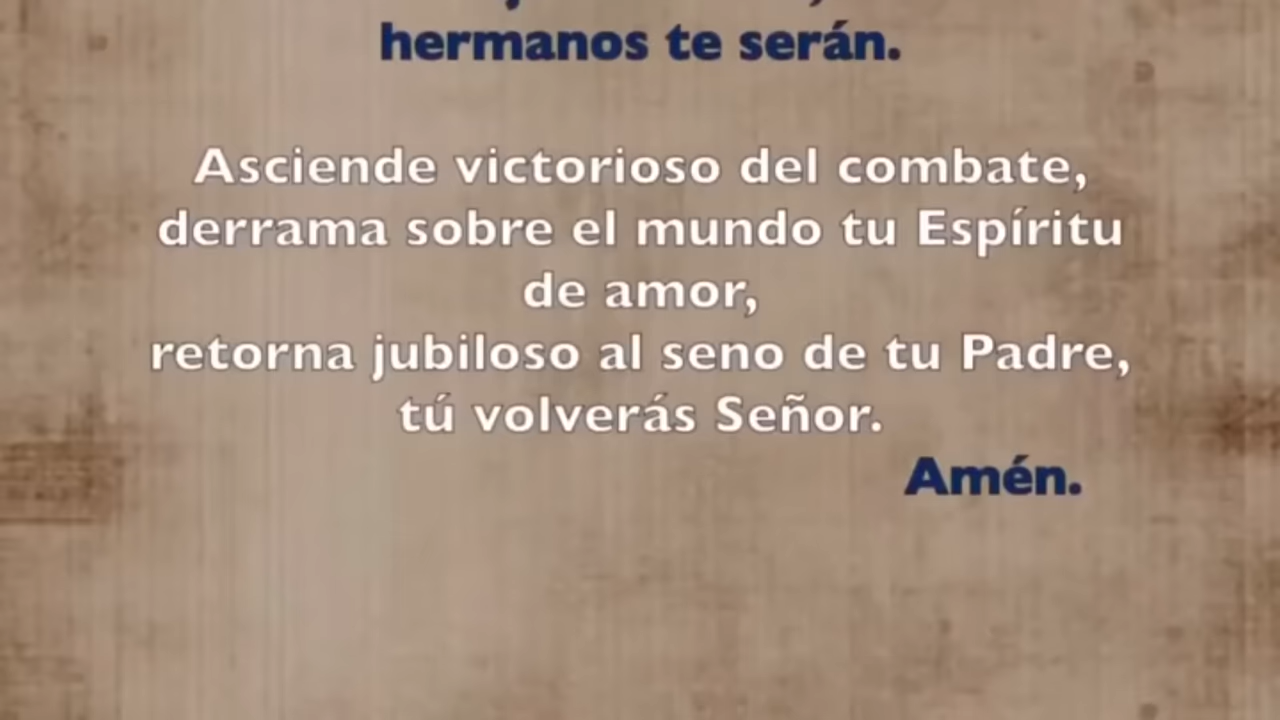 hermanos te serán.
Asciende victorioso del combate,
derrama sobre el mundo tu Espíritu
de amor,
retorna jubiloso al seno de tu Padre,
tú volverás Señor.
Amén.